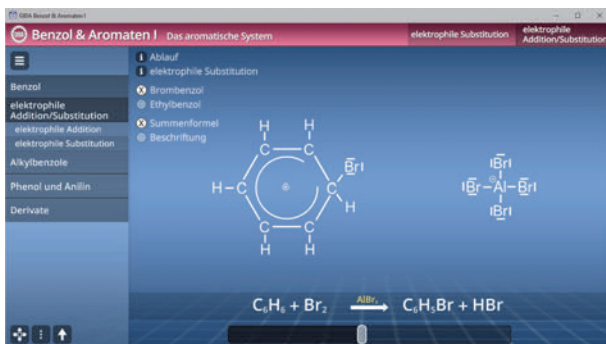 GIDA Benzol & Aromaten I
Benzol & Aromaten I Das aromatische System
elektrophile Substitution
elektrophile
Addition/Substitution
Benzol
elektrophile
Addition/Substitution
elektrophile Addition
elektrophile Substitution
Alkylbenzole
Phenol und Anilin
Derivate
i Ablauf
i elektrophile Substitution
Brombenzol
Ethylbenzol
Summenformel
Beschriftung
H H
C C Br
H C C
C C H
H H
Br
Br Al Br
Br
AlBr₃
C₆H₆ + Br₂ → C₆H₅Br + HBr